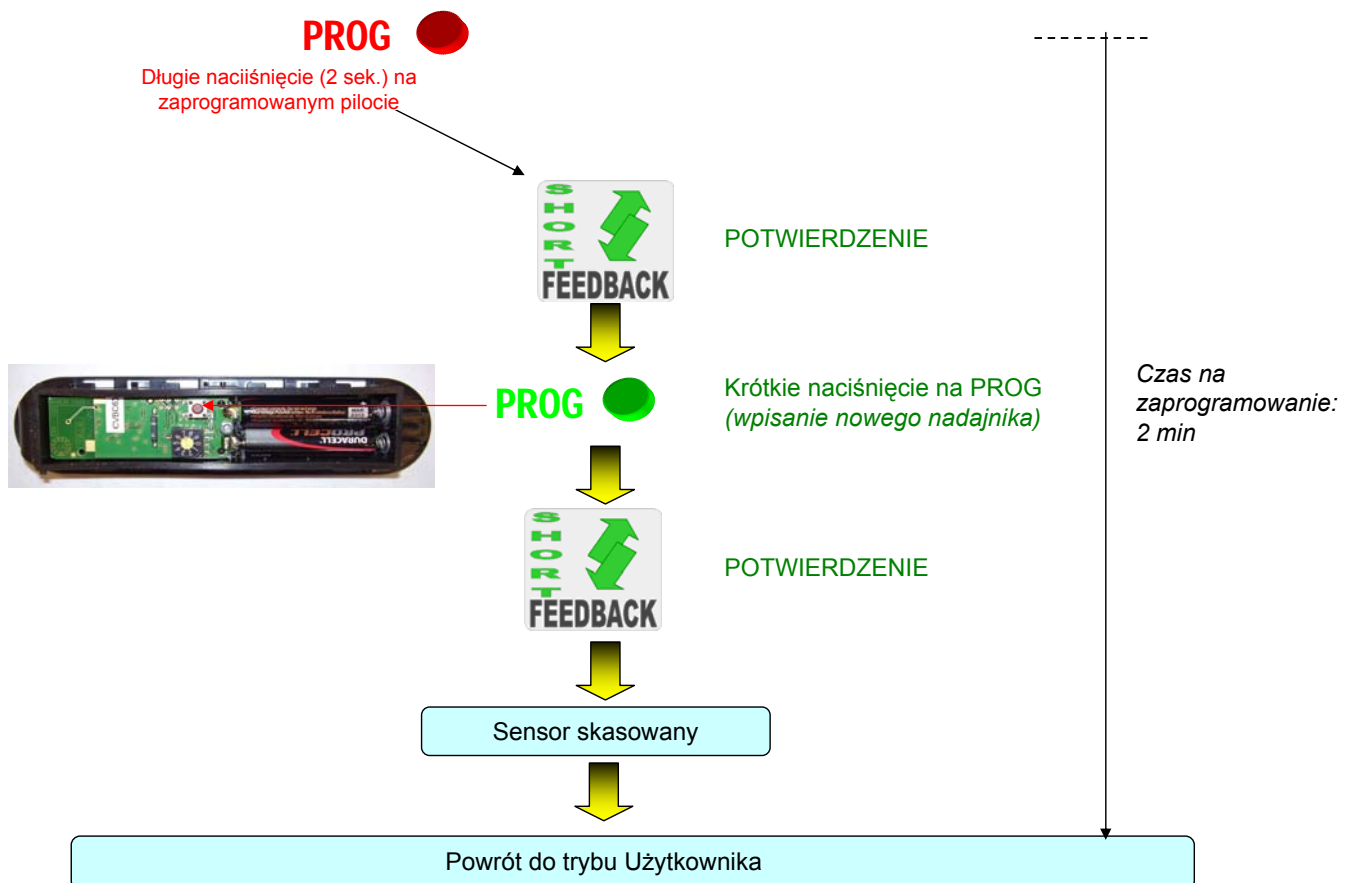 PROG
Długie naciiśnięcie (2 sek.) na
zaprogramowanym pilocie
SHORT
FEEDBACK
POTWIERDZENIE
PROG
Krótkie naciśnięcie na PROG
(wpisanie nowego nadajnika)
Czas na
zaprogramowanie:
2 min
DURACELL
PROCELL
SHORT
FEEDBACK
POTWIERDZENIE
Sensor skasowany
Powrót do trybu Użytkownika